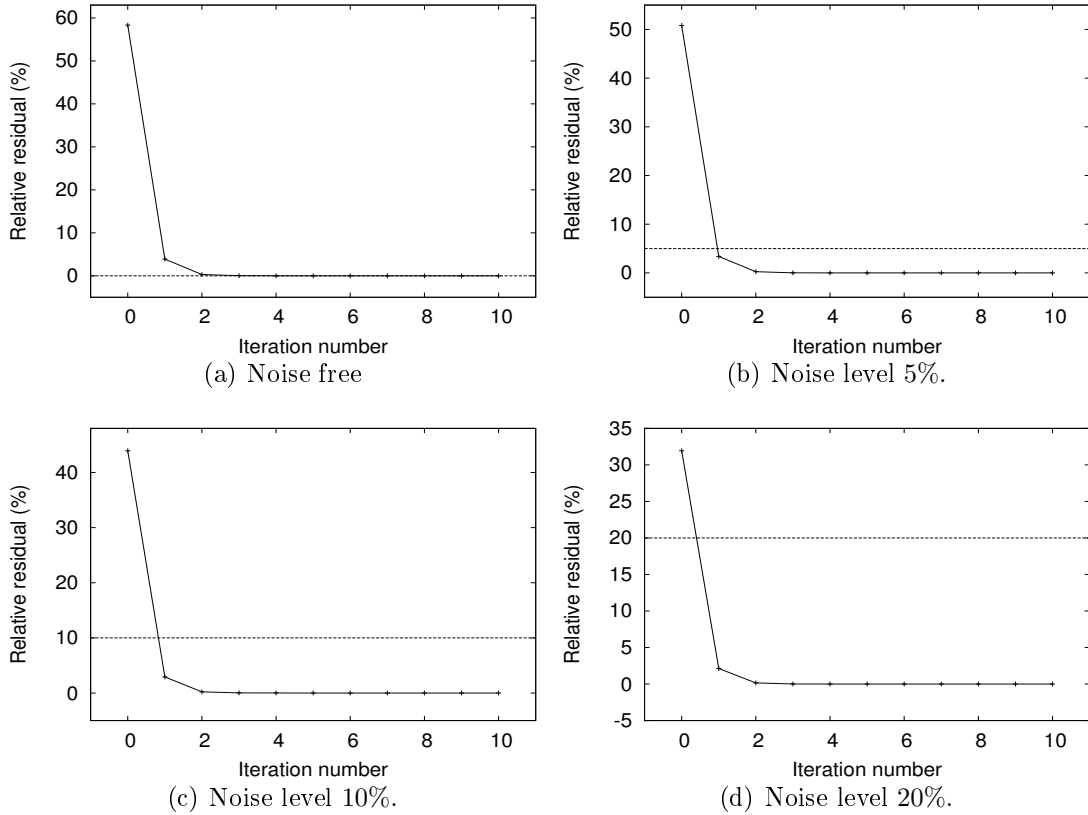 60
50
40
30
20
10
0
Relative residual (%)
0 2 4 6 8 10
Iteration number
(a) Noise free
50
40
30
20
10
0
Relative residual (%)
0 2 4 6 8 10
Iteration number
(b) Noise level 5%.
40
30
20
10
0
Relative residual (%)
0 2 4 6 8 10
Iteration number
(c) Noise level 10%.
35
30
25
20
15
10
5
0
-5
Relative residual (%)
0 2 4 6 8 10
Iteration number
(d) Noise level 20%.